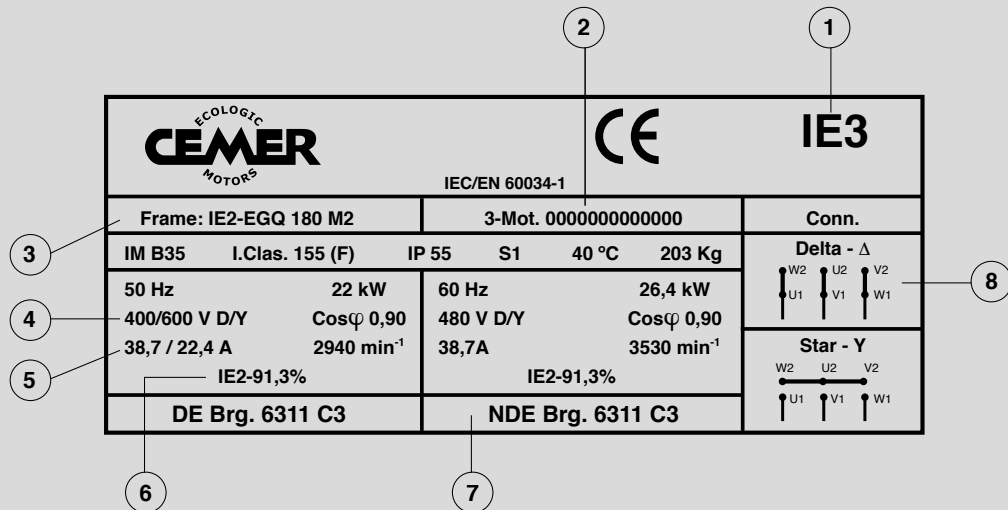 2
1
ECOLOGIC
CEMER
MOTORS
CE
IE3
IEC/EN 60034-1
3
Frame: IE2-EGQ 180 M2
3-Mot. 0000000000000
Conn.
IM B35 I.Clas. 155 (F) IP 55 S1 40 ºC 203 Kg
Delta - Δ
W2 U2 V2
U1 V1 W1
8
50 Hz 22 kW
60 Hz 26,4 kW
4
400/600 V D/Y Cosφ 0,90
480 V D/Y Cosφ 0,90
5
38,7 / 22,4 A 2940 min⁻¹
38,7A 3530 min⁻¹
Star - Y
W2 U2 V2
U1 V1 W1
IE2-91,3%
IE2-91,3%
DE Brg. 6311 C3
NDE Brg. 6311 C3
6
7